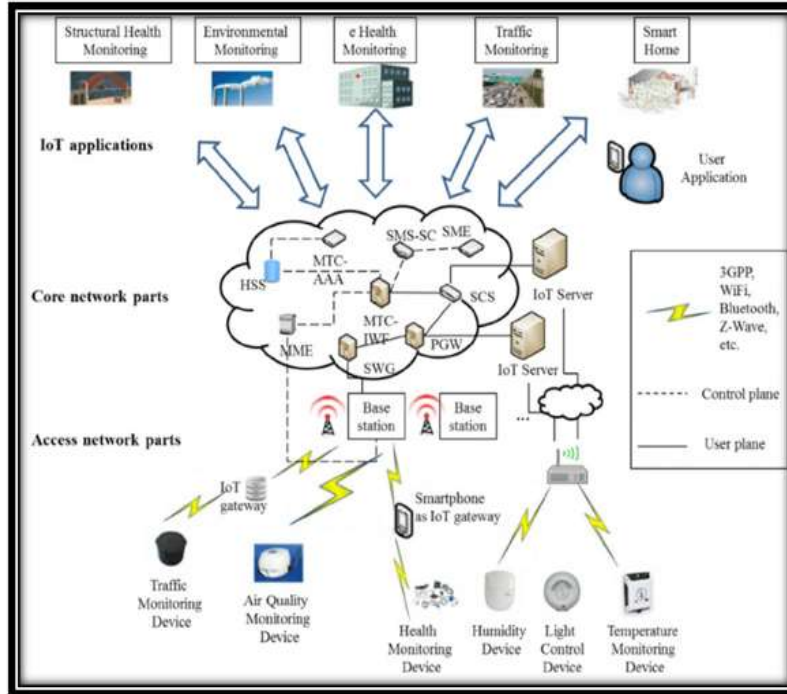 Structural Health
Monitoring
Environmental
Monitoring
e Health
Monitoring
Traffic
Monitoring
Smart
Home
IoT applications
User
Application
SMS-SC
SME
MTC-
AAA
HSS
Core network parts
SCS
IoT Server
MTC-
IWF
MME
PGW
SWG
IoT Server
3GPP,
WiFi,
Bluetooth,
Z-Wave,
etc.
Control plane
User plane
Base
station
Base
station
...
Access network parts
IoT
gateway
Smartphone
as IoT gateway
Traffic
Monitoring
Device
Air Quality
Monitoring
Device
Health
Monitoring
Device
Humidity
Device
Light
Control
Device
Temperature
Monitoring
Device